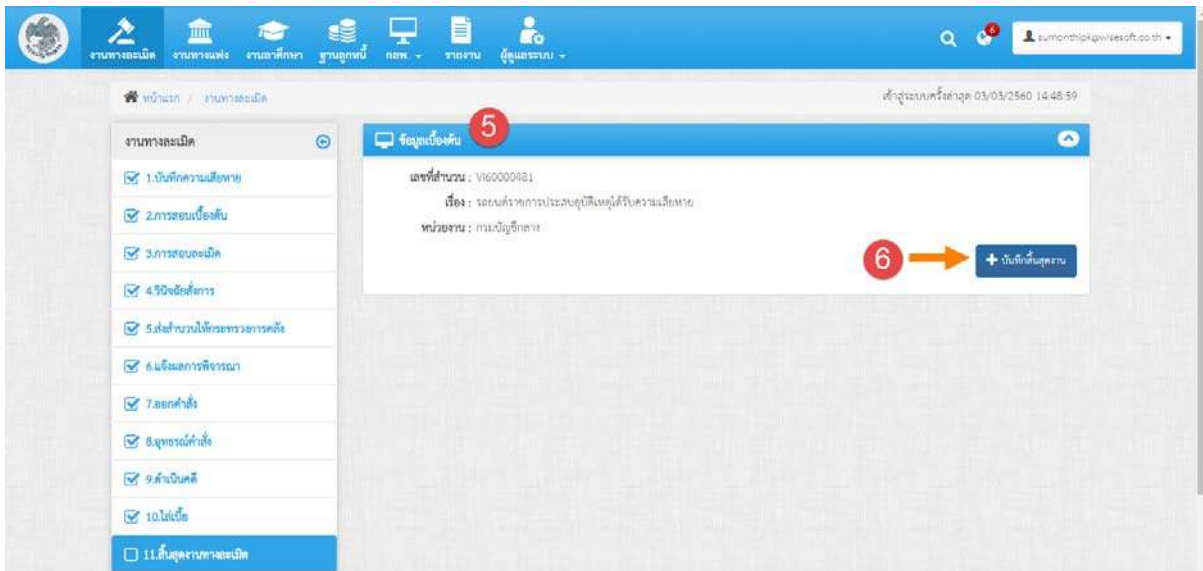 งานทางละเมิด งานทางแพ่ง งานลาศึกษา ฐานลูกหนี้ กสพ. รายงาน ผู้ดูแลระบบ
6
sumonthipk@wisesoft.co.th
หน้าแรก / งานทางละเมิด
เข้าสู่ระบบครั้งล่าสุด 03/03/2560 14:48:59
งานทางละเมิด
1.บันทึกความเสียหาย
2.การสอบเบื้องต้น
3.การสอบละเมิด
4.วินิจฉัยสั่งการ
5.ส่งสำนวนให้กระทรวงการคลัง
6.แจ้งผลการพิจารณา
7.ออกคำสั่ง
8.อุทธรณ์คำสั่ง
9.ดำเนินคดี
10.ไล่เบี้ย
11.สิ้นสุดงานทางละเมิด
ข้อมูลเบื้องต้น
5
เลขที่สำนวน : VI60000481
เรื่อง : รถยนต์ราชการประสบอุบัติเหตุได้รับความเสียหาย
หน่วยงาน : กรมบัญชีกลาง
6
+ บันทึกสิ้นสุดงาน